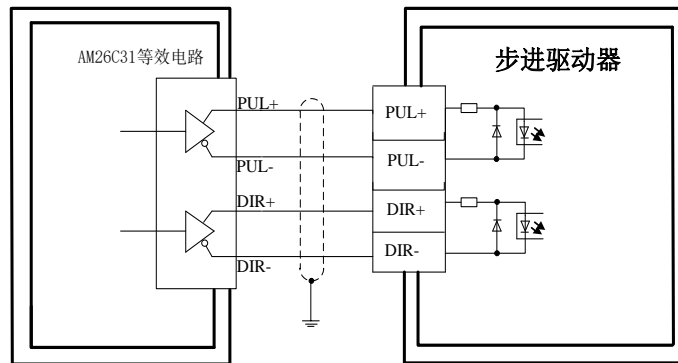 AM26C31等效电路
步进驱动器
PUL+
PUL-
DIR+
DIR-
PUL+
PUL-
DIR+
DIR-